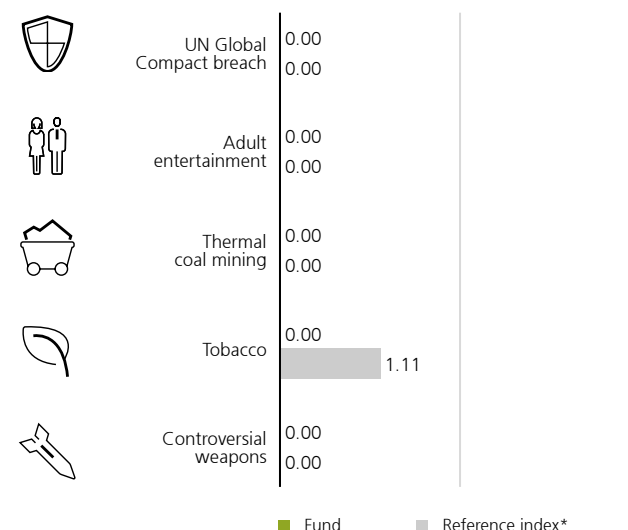 UN Global
Compact breach
0.00
0.00
Adult
entertainment
0.00
0.00
Thermal
coal mining
0.00
0.00
Tobacco
0.00
1.11
Controversial
weapons
0.00
0.00
Fund
Reference index*